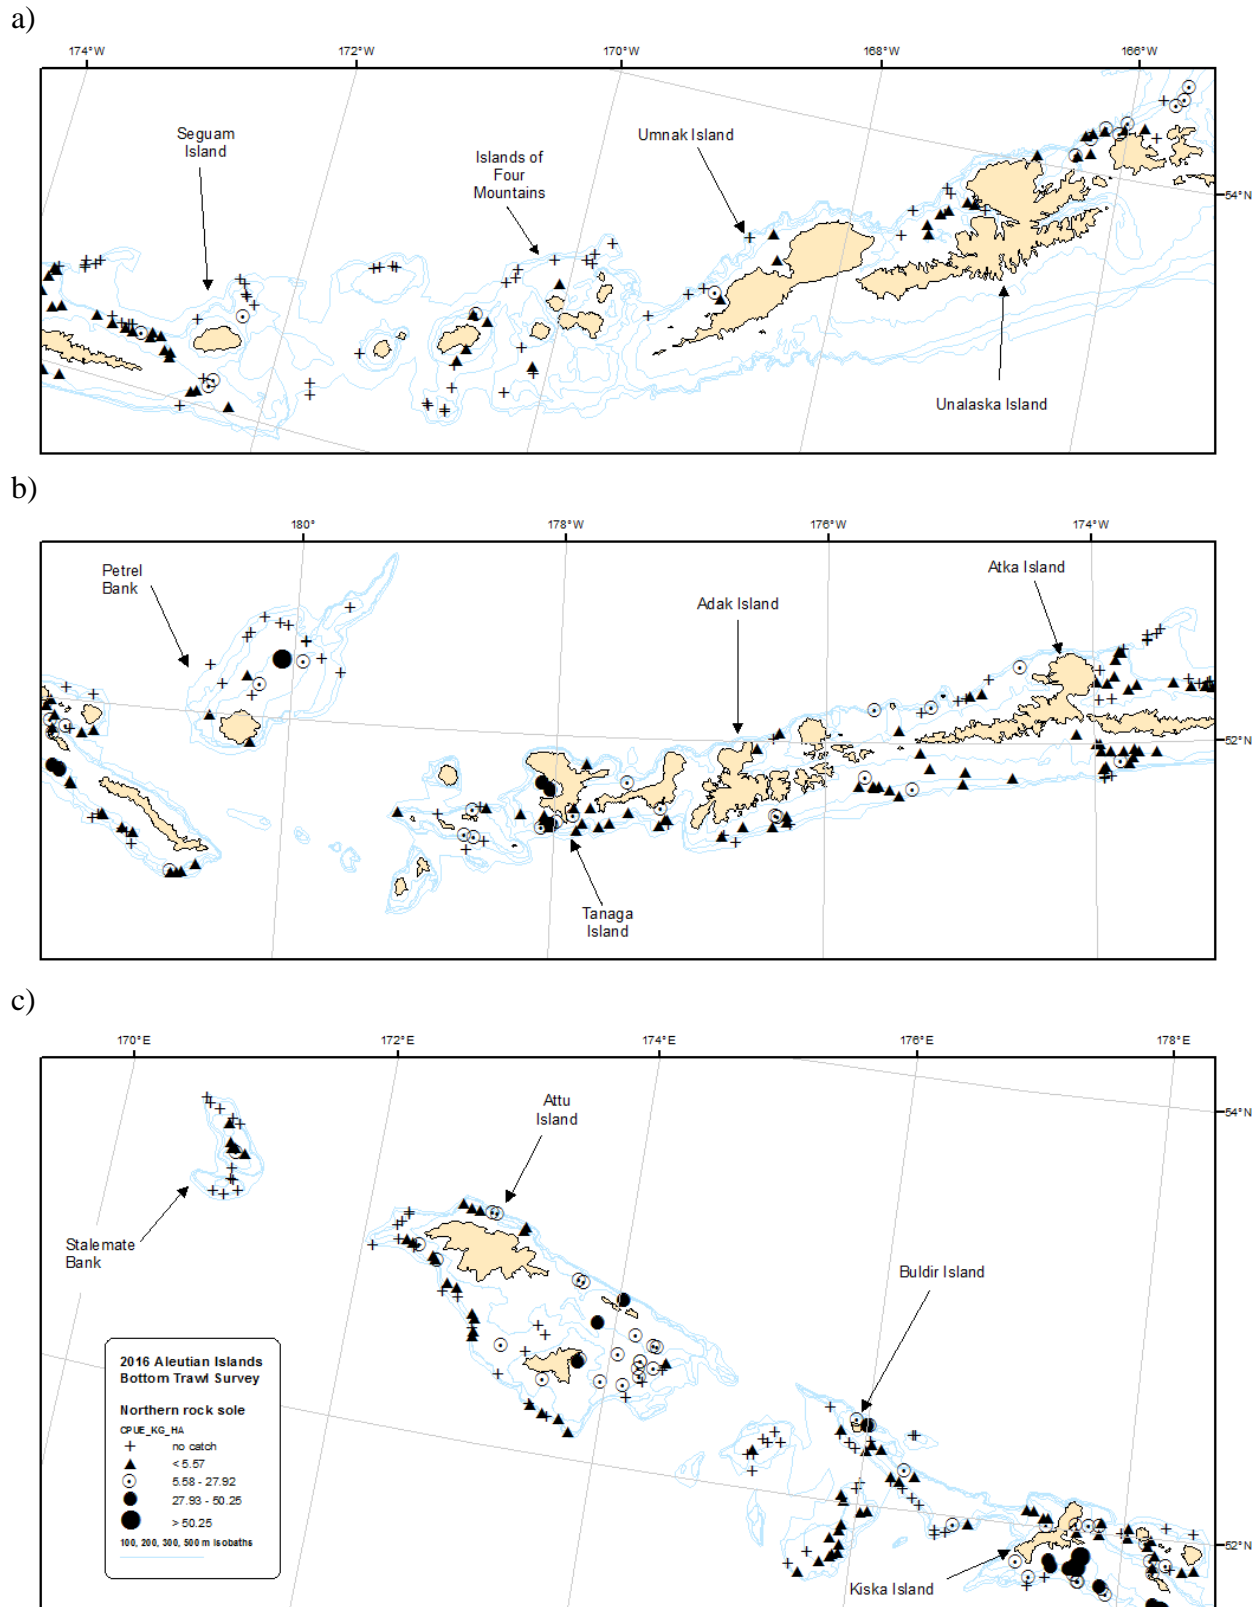 a)
174°W 172°W 170°W 168°W 166°W
Seguam
Island
Islands of
Four
Mountains
Umnak Island
54°N
Unalaska Island
b)
180° 178°W 176°W 174°W
Petrel
Bank
Adak Island
Atka Island
52°N
Tanaga
Island
c)
170°E 172°E 174°E 176°E 178°E
54°N
Attu
Island
Stalemate
Bank
Buldir Island
Kiska Island
52°N
2016 Aleutian Islands
Bottom Trawl Survey
Northern rock sole
CPUE_KG_HA
no catch
< 5.57
5.58 - 27.92
27.93 - 50.25
> 50.25
100, 200, 300, 500 m isobaths